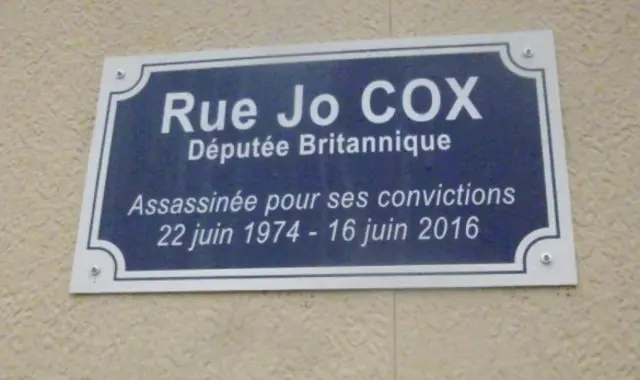 Rue Jo COX
Députée Britannique
Assassinée pour ses convictions
22 juin 1974 - 16 juin 2016